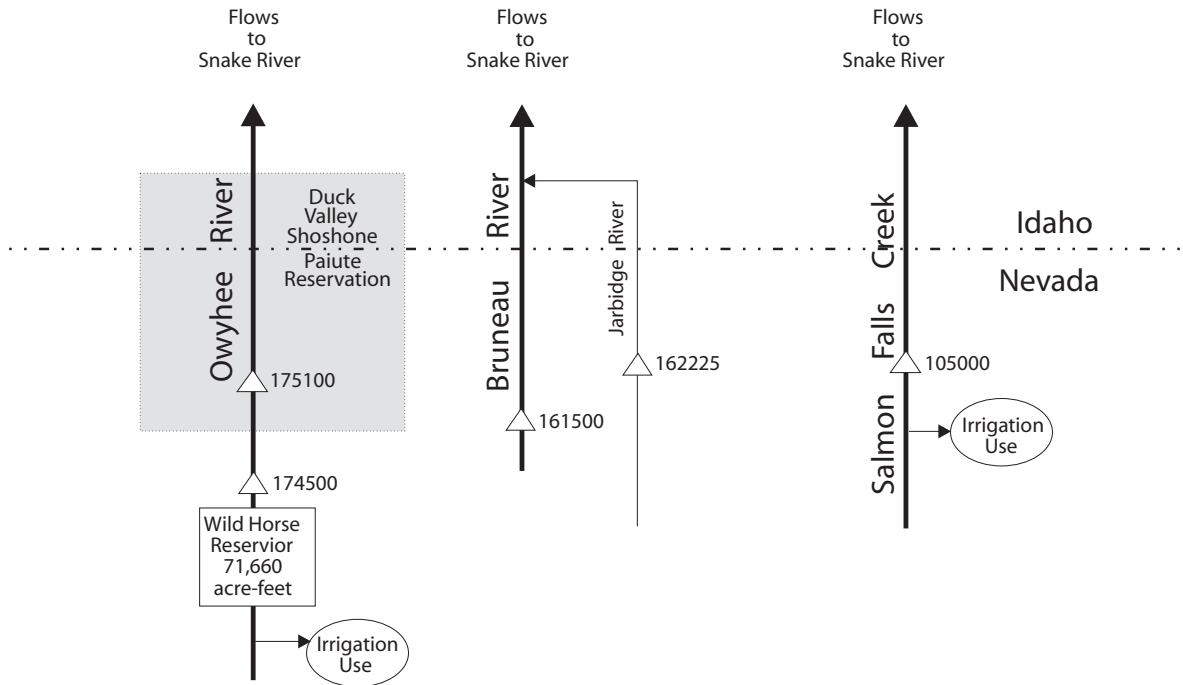 Flows
to
Snake River
Flows
to
Snake River
Flows
to
Snake River
Owyhee River
Duck
Valley
Shoshone
Paiute
Reservation
175100
174500
Wild Horse
Reservior
71,660
acre-feet
Irrigation
Use
Bruneau River
161500
Jarbidge River
162225
Salmon Falls Creek
105000
Irrigation
Use
Idaho
Nevada